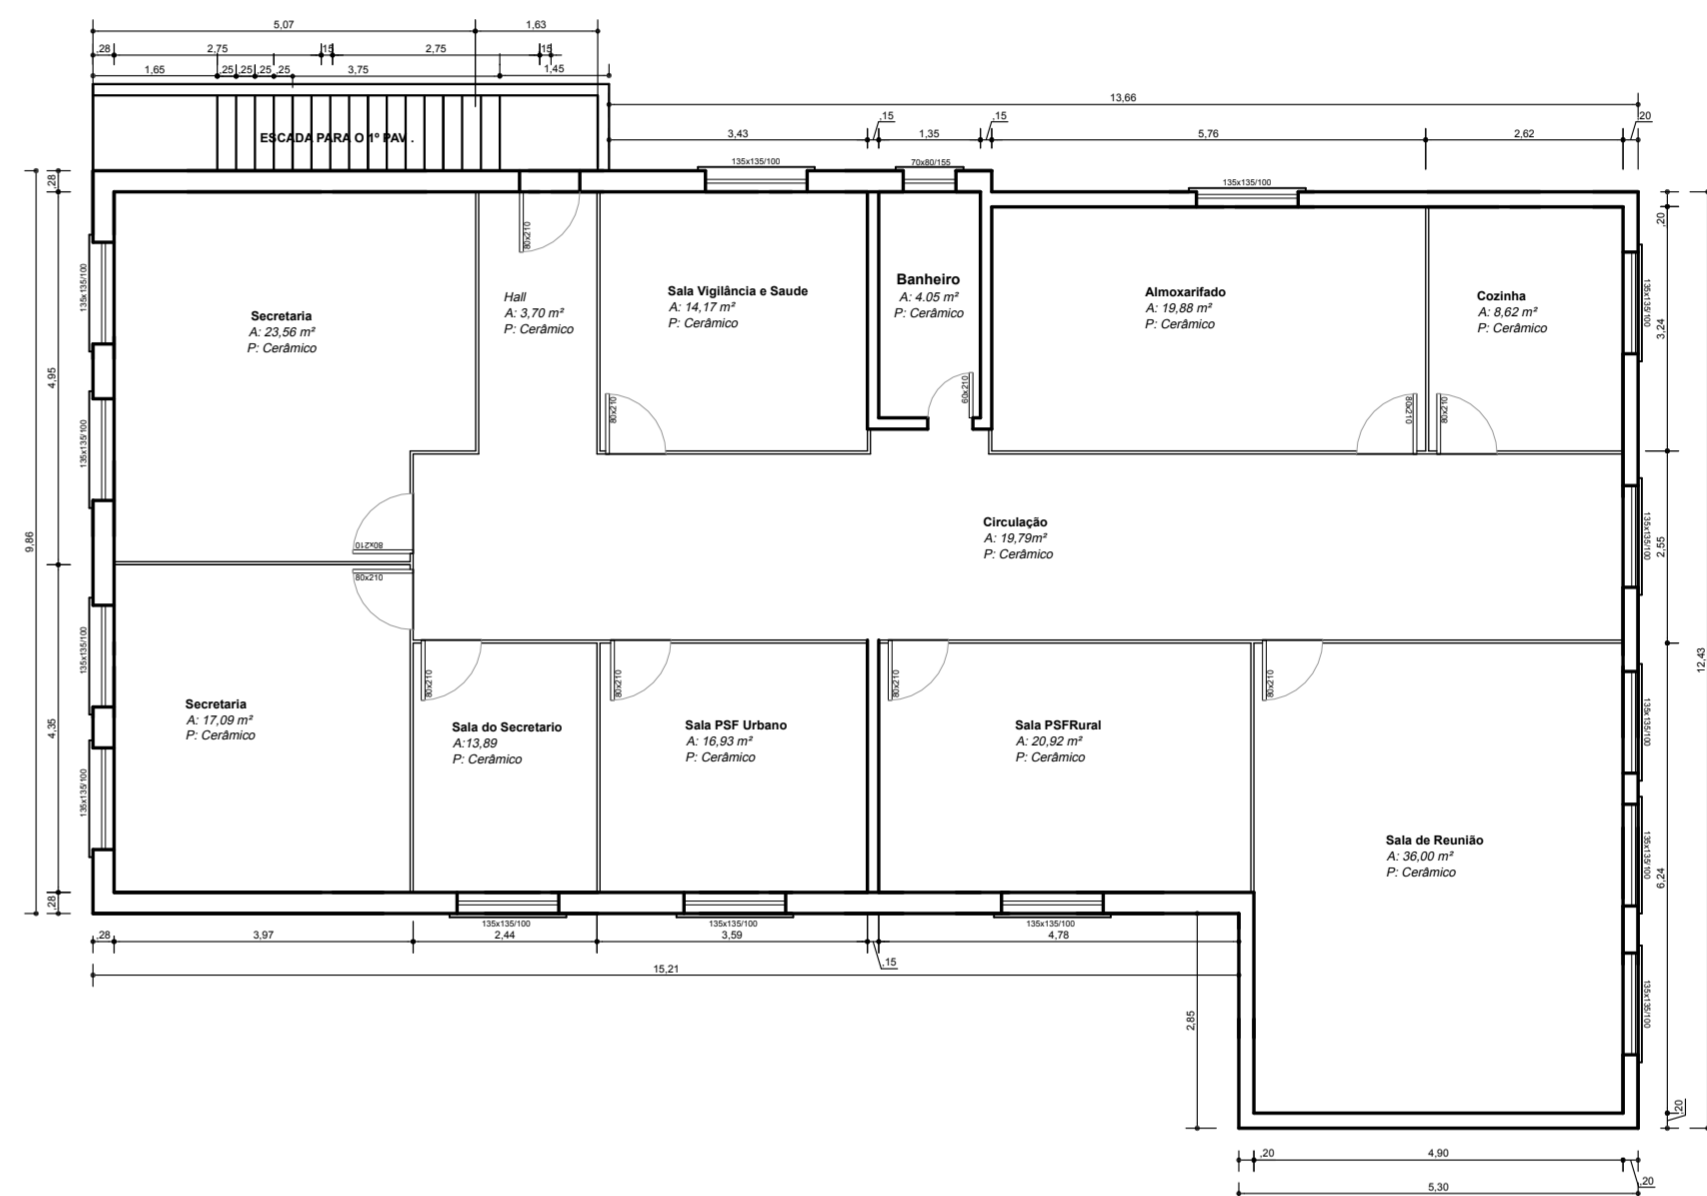 5,07
1,63
,28
2,75
,15
2,75
,15
1,65
,25
,25
,25
,25
3,75
1,45
13,66
,15
,15
,20
3,43
1,35
5,76
2,62
ESCADA PARA O 1º PAV .
135x135/100
70x80/155
135x135/100
,28
,20
80x210
135x135/100
135x135/100
Secretaria
A: 23,56 m²
P: Cerâmico
Hall
A: 3,70 m²
P: Cerâmico
Sala Vigilância e Saude
A: 14,17 m²
P: Cerâmico
Banheiro
A: 4.05 m²
P: Cerâmico
Almoxarifado
A: 19,88 m²
P: Cerâmico
Cozinha
A: 8,62 m²
P: Cerâmico
3,24
4,95
80x210
60x210
80x210
80x210
135x135/100
9,86
80x210
80x210
Circulação
A: 19,79m²
P: Cerâmico
135x135/100
2,55
12,43
135x135/100
80x210
80x210
80x210
80x210
135x135/100
4,35
Secretaria
A: 17,09 m²
P: Cerâmico
Sala do Secretario
A:13,89
P: Cerâmico
Sala PSF Urbano
A: 16,93 m²
P: Cerâmico
Sala PSFRural
A: 20,92 m²
P: Cerâmico
135x135/100
Sala de Reunião
A: 36,00 m²
P: Cerâmico
135x135/100
6,24
,28
135x135/100
135x135/100
135x135/100
,28
3,97
2,44
3,59
,15
4,78
15,21
135x135/100
2,85
,20
,20
4,90
,20
5,30